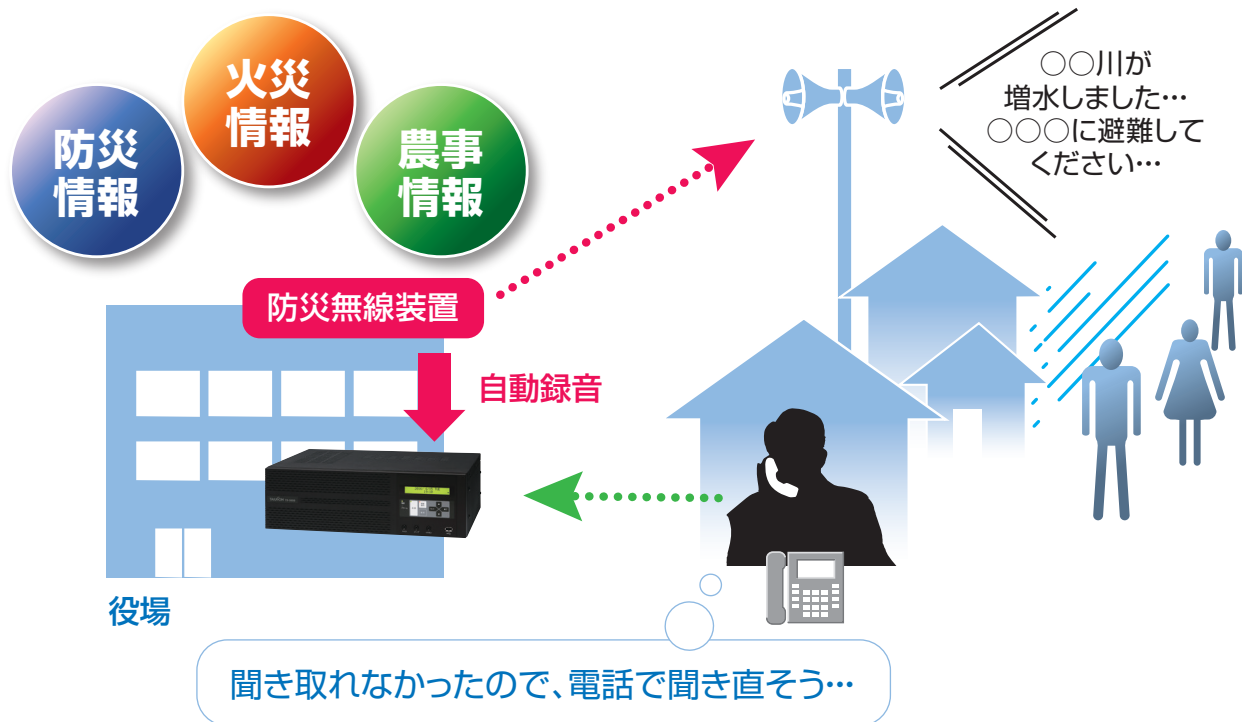 防災
情報
火災
情報
農事
情報
○○川が
増水しました…
○○○に避難して
ください…
防災無線装置
自動録音
役場
聞き取れなかったので、電話で聞き直そう…